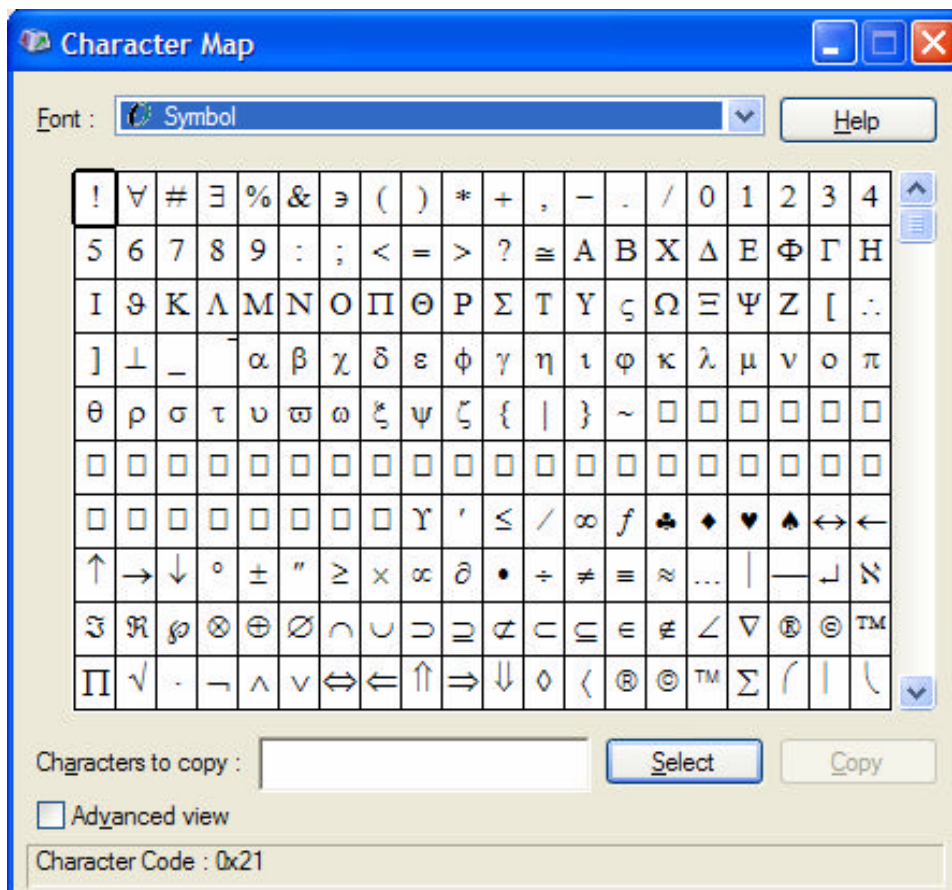 Character Map
Font : Symbol Help
! ∀ # ∃ % & ∍ ( ) * + , − . / 0 1 2 3 4
5 6 7 8 9 : ; < = > ? ≅ Α Β Χ Δ Ε Φ Γ Η
Ι ϑ Κ Λ Μ Ν Ο Π Θ Ρ Σ Τ Υ ς Ω Ξ Ψ Ζ [ ∴
] ⊥ _ ‾ α β χ δ ε φ γ η ι ϕ κ λ μ ν ο π
θ ρ σ τ υ ϖ ω ξ ψ ζ { | } ~ □ □ □ □ □ □
□ □ □ □ □ □ □ □ □ □ □ □ □ □ □ □ □ □ □ □
□ □ □ □ □ □ □ □ ϒ ′ ≤ ⁄ ∞ ƒ ♣ ♦ ♥ ♠ ↔ ←
↑ → ↓ ° ± ″ ≥ × ∝ ∂ • ÷ ≠ ≡ ≈ … | — ↵ ℵ
ℑ ℜ ℘ ⊗ ⊕ ∅ ∩ ∪ ⊃ ⊇ ⊄ ⊂ ⊆ ∈ ∉ ∠ ∇ ® © ™
∏ √ ⋅ ¬ ∧ ∨ ⇔ ⇐ ⇑ ⇒ ⇓ ◊ 〈 ® © ™ ∑ ⎛ ⎜ ⎝
Characters to copy : Select Copy
Advanced view
Character Code : 0x21